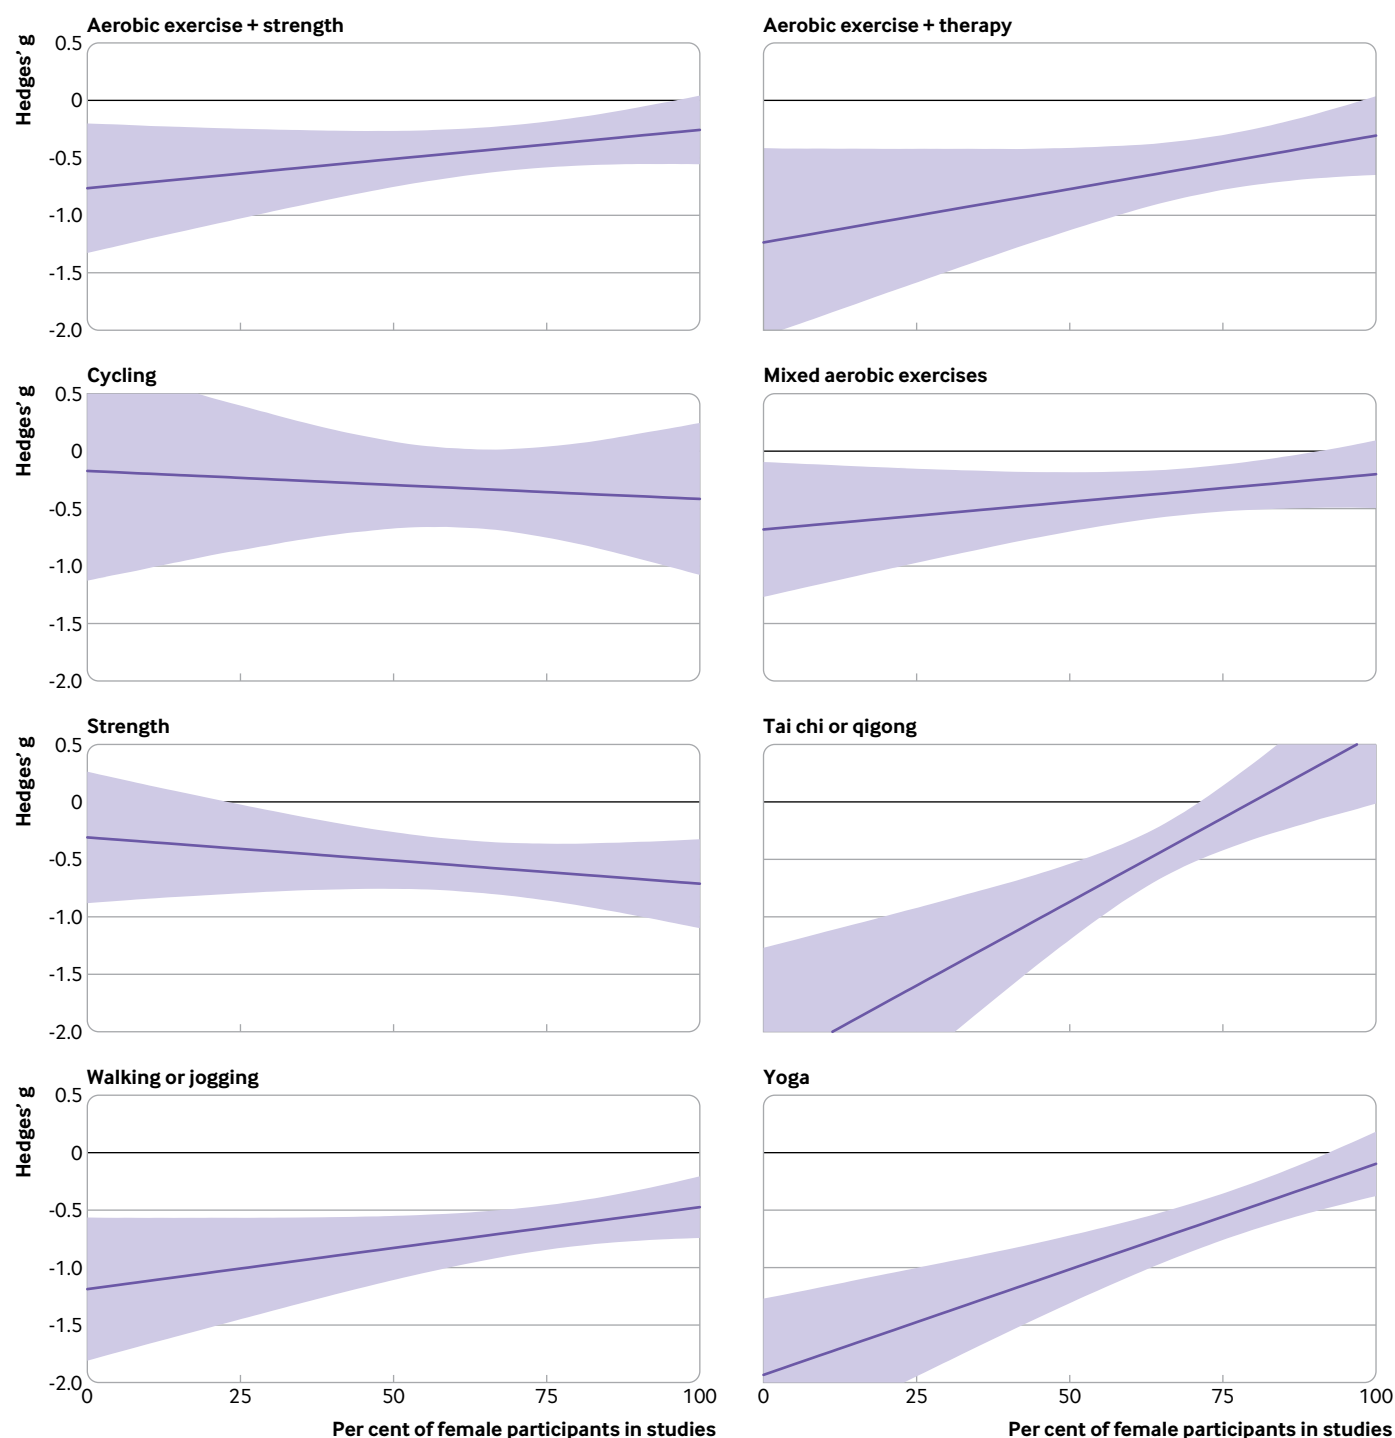 Aerobic exercise + strength
Hedges' g
0.5
0
-0.5
-1.0
-1.5
-2.0
Aerobic exercise + therapy
Cycling
Hedges' g
0.5
0
-0.5
-1.0
-1.5
-2.0
Mixed aerobic exercises
Strength
Hedges' g
0.5
0
-0.5
-1.0
-1.5
-2.0
Tai chi or qigong
Walking or jogging
Hedges' g
0.5
0
-0.5
-1.0
-1.5
-2.0
0 25 50 75 100
Per cent of female participants in studies
Yoga
0 25 50 75 100
Per cent of female participants in studies